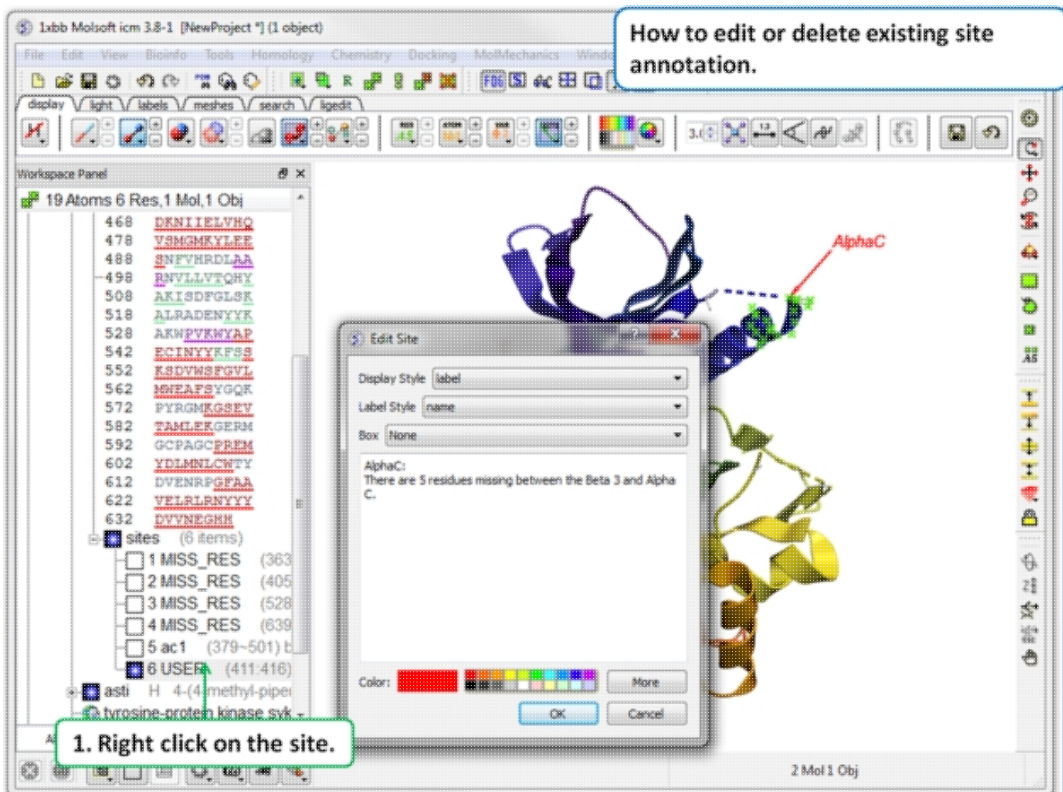 1xbb Molsoft icm 3.8-1 [NewProject *] (1 object)
How to edit or delete existing site
annotation.
File Edit View Bioinfo Tools Homology Chemistry Docking MolMechanics
display light labels meshes search ligedit
Workspace Panel
19 Atoms 6 Res,1 Mol,1 Obj
468 DKNIIELVHQ
478 VSMGMKYLEE
488 SNFVHRDLAA
498 RNVLLVTQHY
508 AKISDFGLSK
518 ALRADENYYK
528 AKWPVKWYAP
542 ECINYYKFSS
552 KSDVWSFGVL
562 MWEAFSYGQK
572 PYRGMKGSEV
582 TAMLEKGERM
592 GCPAGCPREM
602 YDLMNLCWTY
612 DVENRPGFAA
622 VELRLRNYYY
632 DVVNEGHH
sites (6 items)
1 MISS_RES (363
2 MISS_RES (405
3 MISS_RES (528
4 MISS_RES (639
5 ac1 (379~501) b
6 USER (411:416)
asti H 4-(4-methyl-piper
tyrosine-protein kinase syk
1. Right click on the site.
AlphaC
Edit Site
Display Style label
Label Style name
Box None
AlphaC:
There are 5 residues missing between the Beta 3 and Alpha
C.
Color:
More
OK Cancel
2 Mol 1 Obj